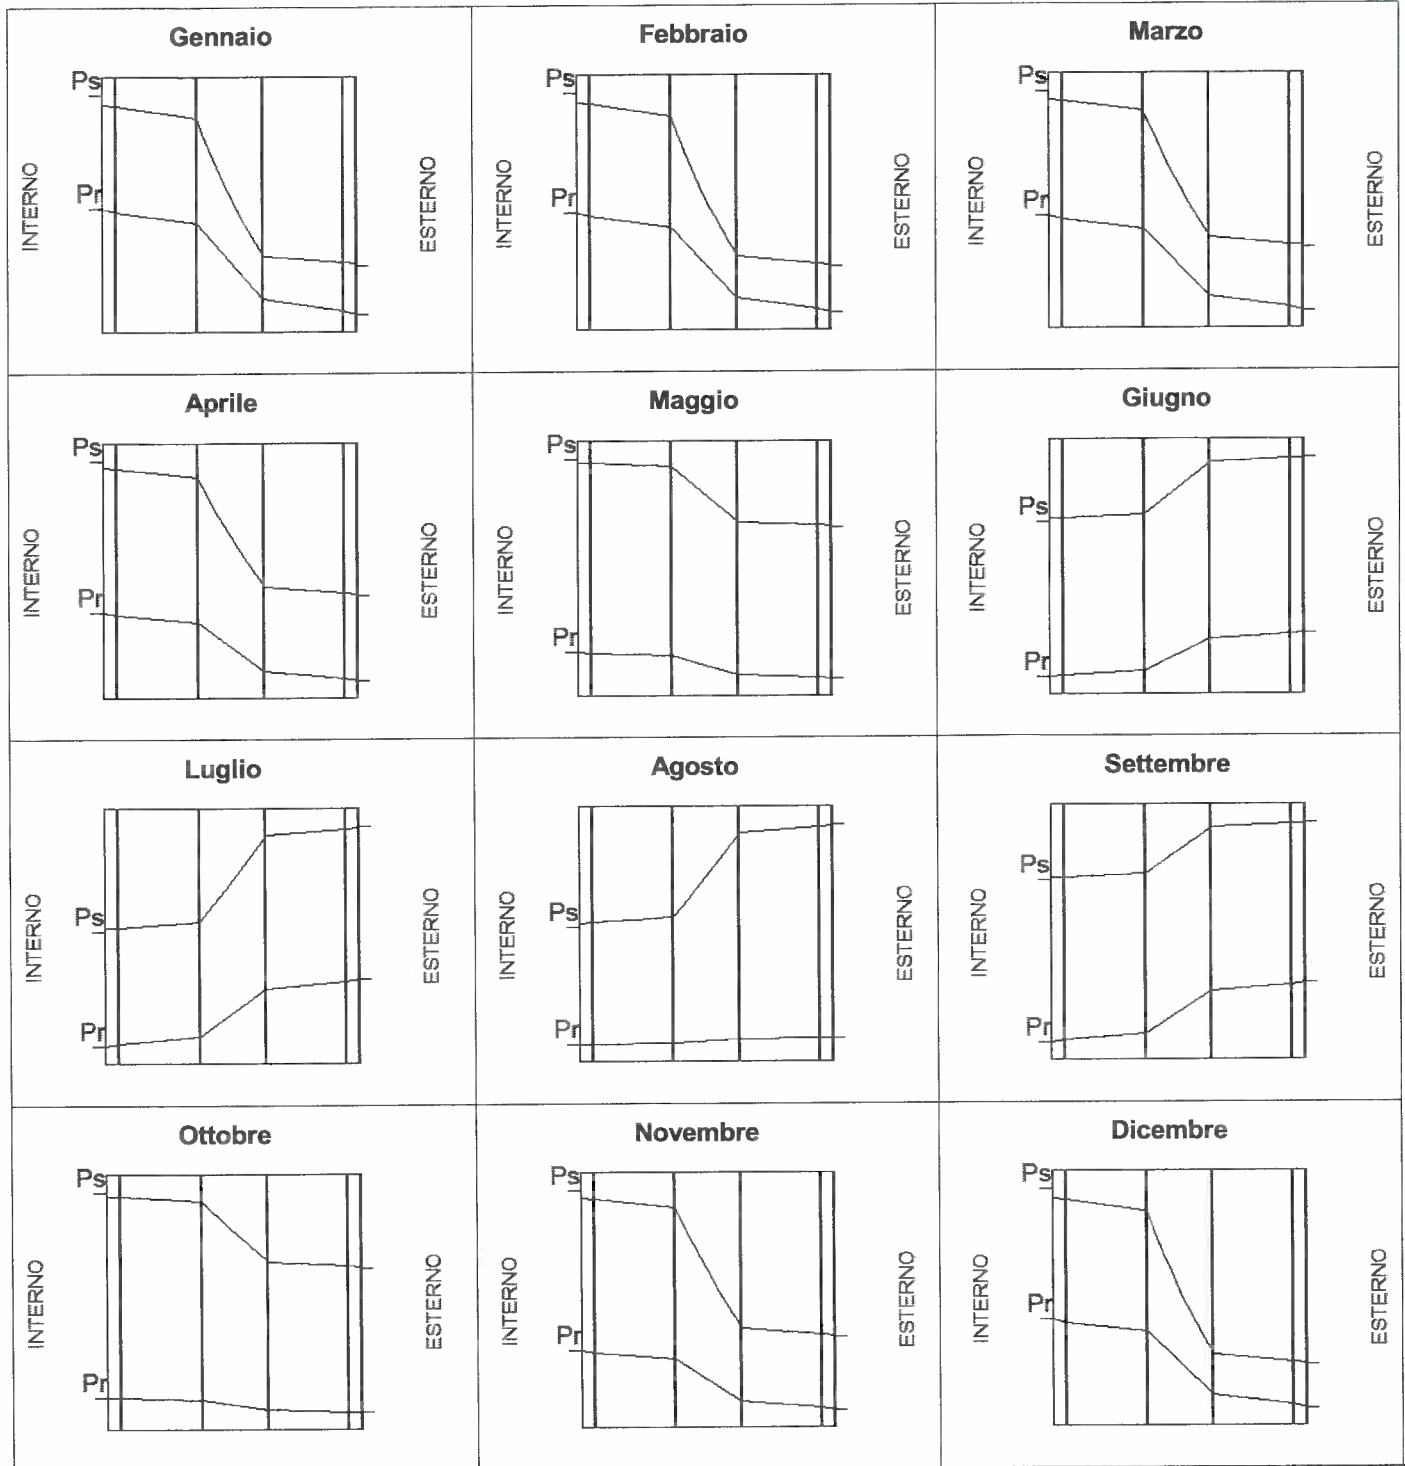 Gennaio
Ps
Pr
INTERNO
ESTERNO
Febbraio
Ps
Pr
INTERNO
ESTERNO
Marzo
Ps
Pr
INTERNO
ESTERNO
Aprile
Ps
Pr
INTERNO
ESTERNO
Maggio
Ps
Pr
INTERNO
ESTERNO
Giugno
Ps
Pr
INTERNO
ESTERNO
Luglio
Ps
Pr
INTERNO
ESTERNO
Agosto
Ps
Pr
INTERNO
ESTERNO
Settembre
Ps
Pr
INTERNO
ESTERNO
Ottobre
Ps
Pr
INTERNO
ESTERNO
Novembre
Ps
Pr
INTERNO
ESTERNO
Dicembre
Ps
Pr
INTERNO
ESTERNO